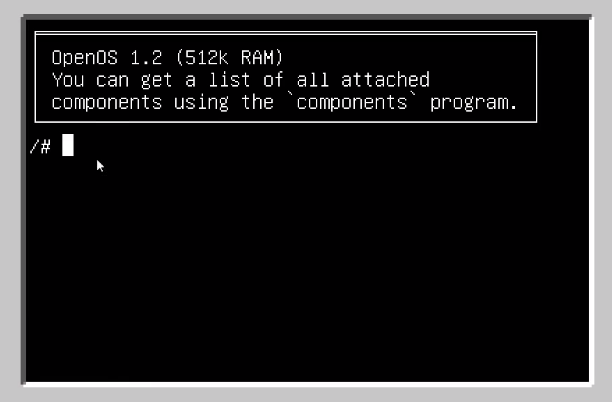 OpenOS 1.2 (512k RAM)
You can get a list of all attached
components using the `components` program.
/#